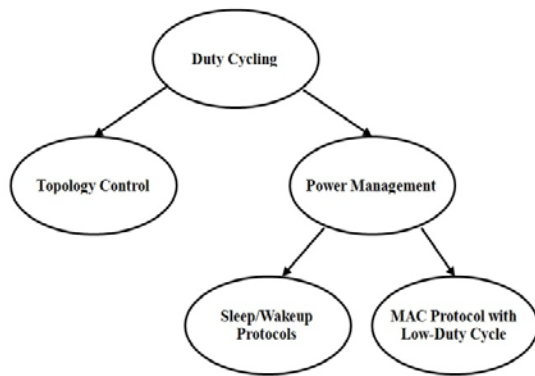 Duty Cycling
Topology Control
Power Management
Sleep/Wakeup
Protocols
MAC Protocol with
Low-Duty Cycle